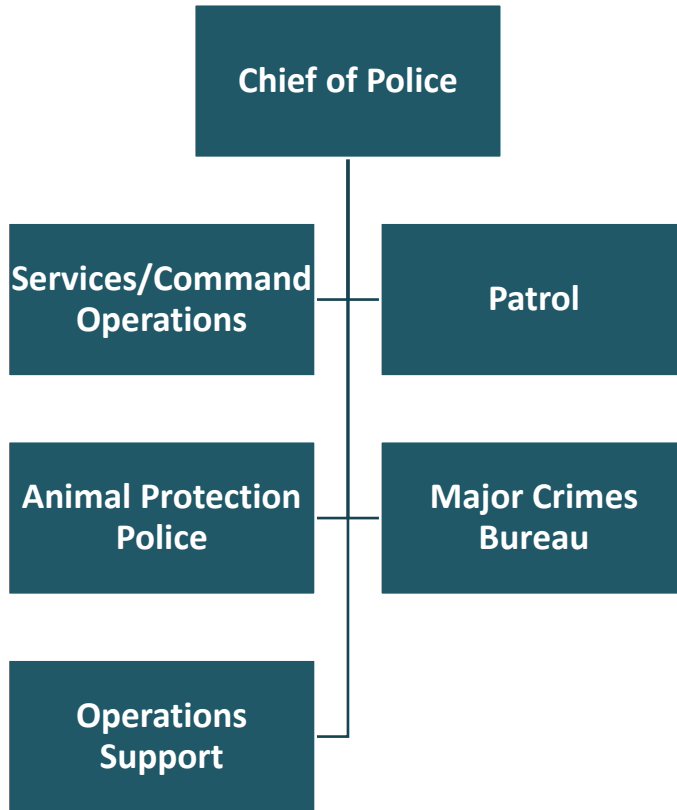 Chief of Police
Services/Command
Operations
Patrol
Animal Protection
Police
Major Crimes
Bureau
Operations
Support